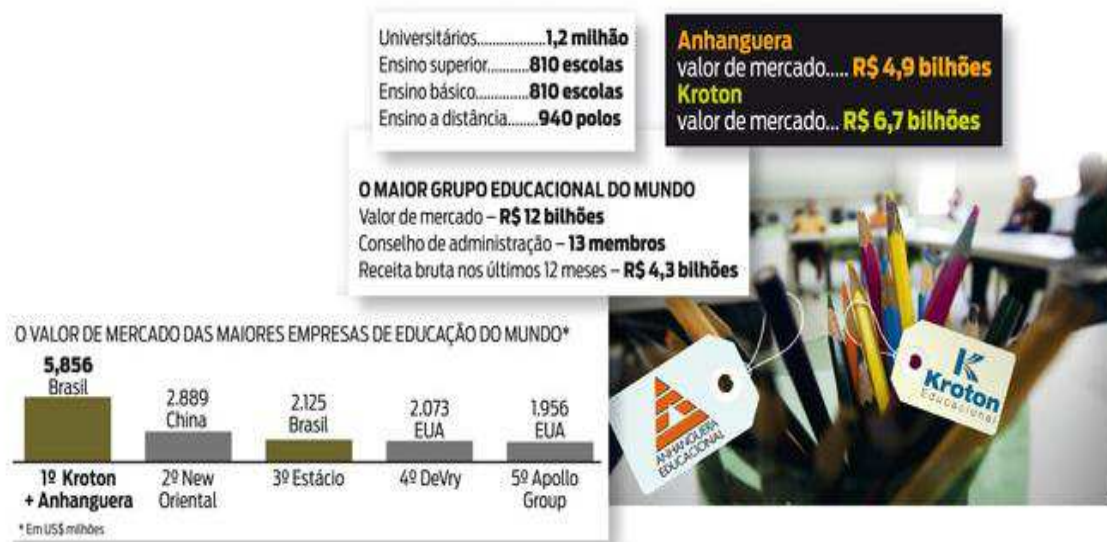 Universitários.................1,2 milhão
Ensino superior..........810 escolas
Ensino básico.............810 escolas
Ensino a distância.......940 polos
Anhanguera
valor de mercado..... R$ 4,9 bilhões
Kroton
valor de mercado... R$ 6,7 bilhões
O MAIOR GRUPO EDUCACIONAL DO MUNDO
Valor de mercado – R$ 12 bilhões
Conselho de administração – 13 membros
Receita bruta nos últimos 12 meses – R$ 4,3 bilhões
O VALOR DE MERCADO DAS MAIORES EMPRESAS DE EDUCAÇÃO DO MUNDO*
5,856
Brasil
2.889
China
2.125
Brasil
2.073
EUA
1.956
EUA
1º Kroton
+ Anhanguera
2º New
Oriental
3º Estácio
4º DeVry
5º Apollo
Group
* Em US$ milhões
ANHANGUERA
EDUCACIONAL
K
Kroton
Educacional